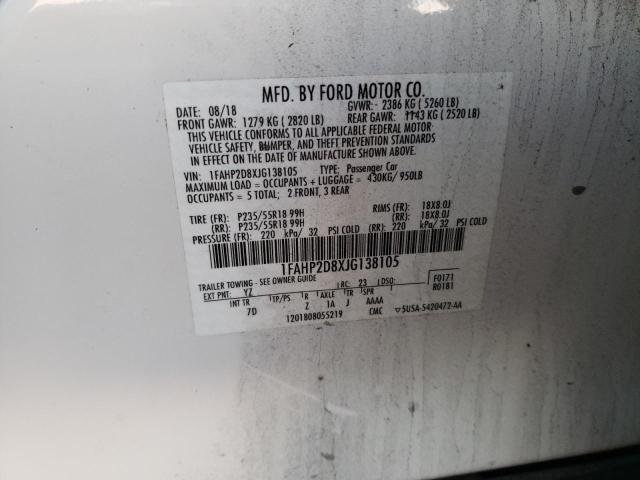 MFD. BY FORD MOTOR CO.
DATE: 08/18 GVWR:- 2386 KG ( 5260 LB)
FRONT GAWR: 1279 KG ( 2820 LB) REAR GAWR: 1143 KG ( 2520 LB)
THIS VEHICLE CONFORMS TO ALL APPLICABLE FEDERAL MOTOR
VEHICLE SAFETY, BUMPER, AND THEFT PREVENTION STANDARDS
IN EFFECT ON THE DATE OF MANUFACTURE SHOWN ABOVE.
VIN: 1FAHP2D8XJG138105 TYPE: Passenger Car
MAXIMUM LOAD = OCCUPANTS + LUGGAGE = 430KG/ 950LB
OCCUPANTS = 5 TOTAL; 2 FRONT, 3 REAR
TIRE (FR): P235/55R18 99H RIMS (FR): 18X8.0J
(RR): P235/55R18 99H (RR): 18X8.0J
PRESSURE (FR): 220 kPa/ 32 PSI COLD (RR): 220 kPa/ 32 PSI COLD
1FAHP2D8XJG138105
TRAILER TOWING - SEE OWNER GUIDE
EXT PNT: YZ RC: 23 DSO: F0171
INT TR TP/PS R AXLE TR SPR R0181
7D Z 1A J AAAA
1201808055219 CMC ▽5USA-5420472-AA